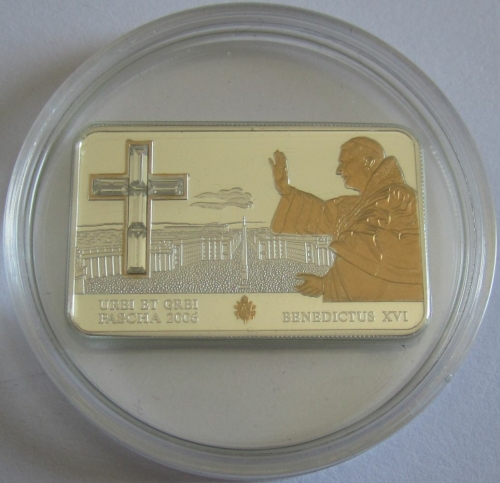 URBI ET ORBI
PASCHA 2006
BENEDICTUS XVI